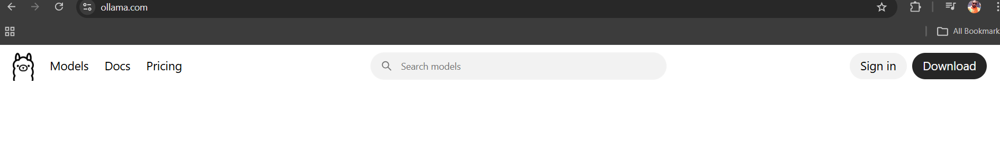 ollama.com
All Bookmark
Models Docs Pricing Search models Sign in Download